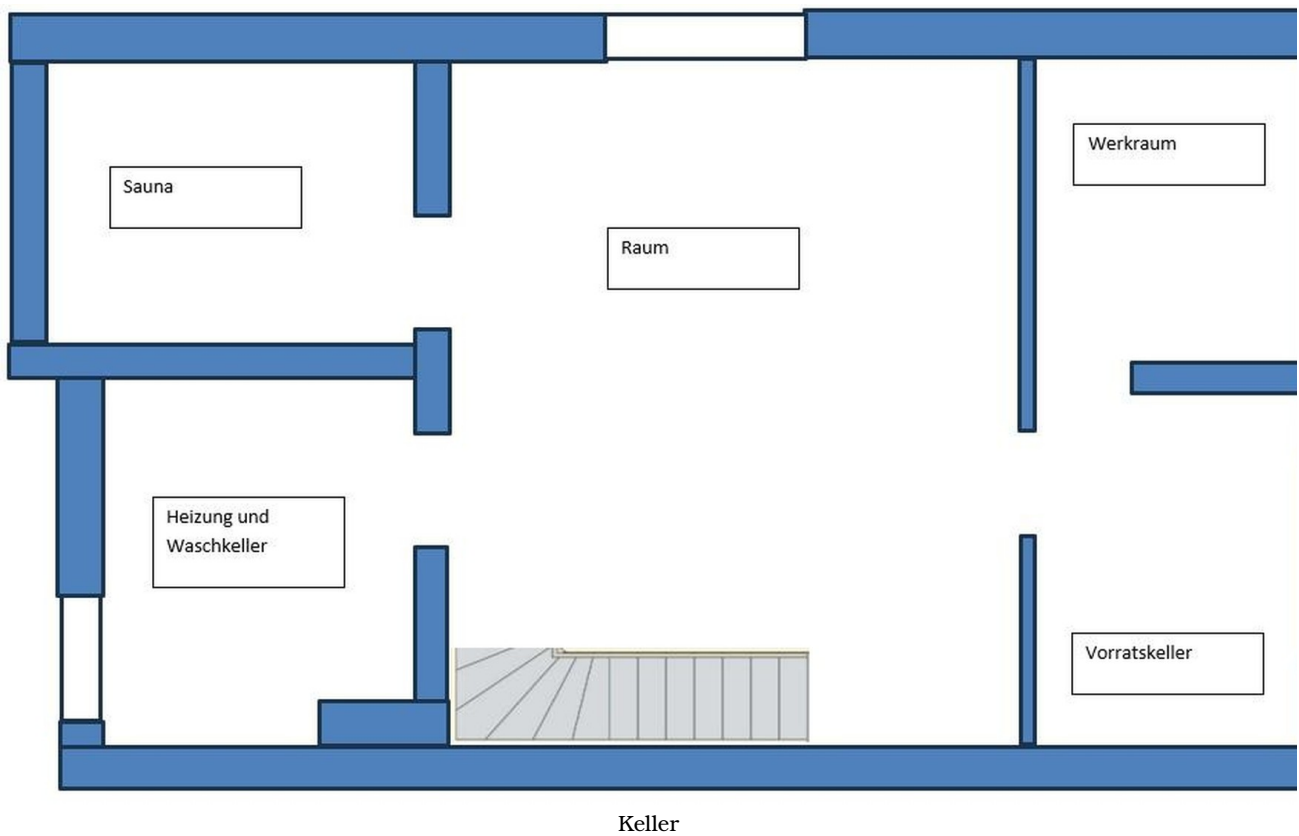 Werkraum
Sauna
Raum
Heizung und
Waschkeller
Vorratskeller
Keller